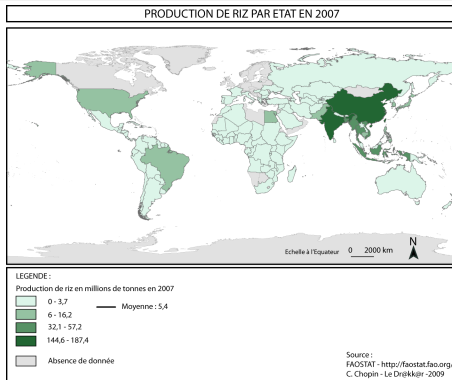 PRODUCTION DE RIZ PAR ETAT EN 2007
Echelle à l'Equateur 0 2000 km
N
LEGENDE :
Production de riz en millions de tonnes en 2007
0 - 3,7
Moyenne : 5,4
6 - 16,2
32,1 - 57,2
144,6 - 187,4
Absence de donnée
Source :
FAOSTAT - http://faostat.fao.org/
C. Chopin - Le Dr@kk@r -2009